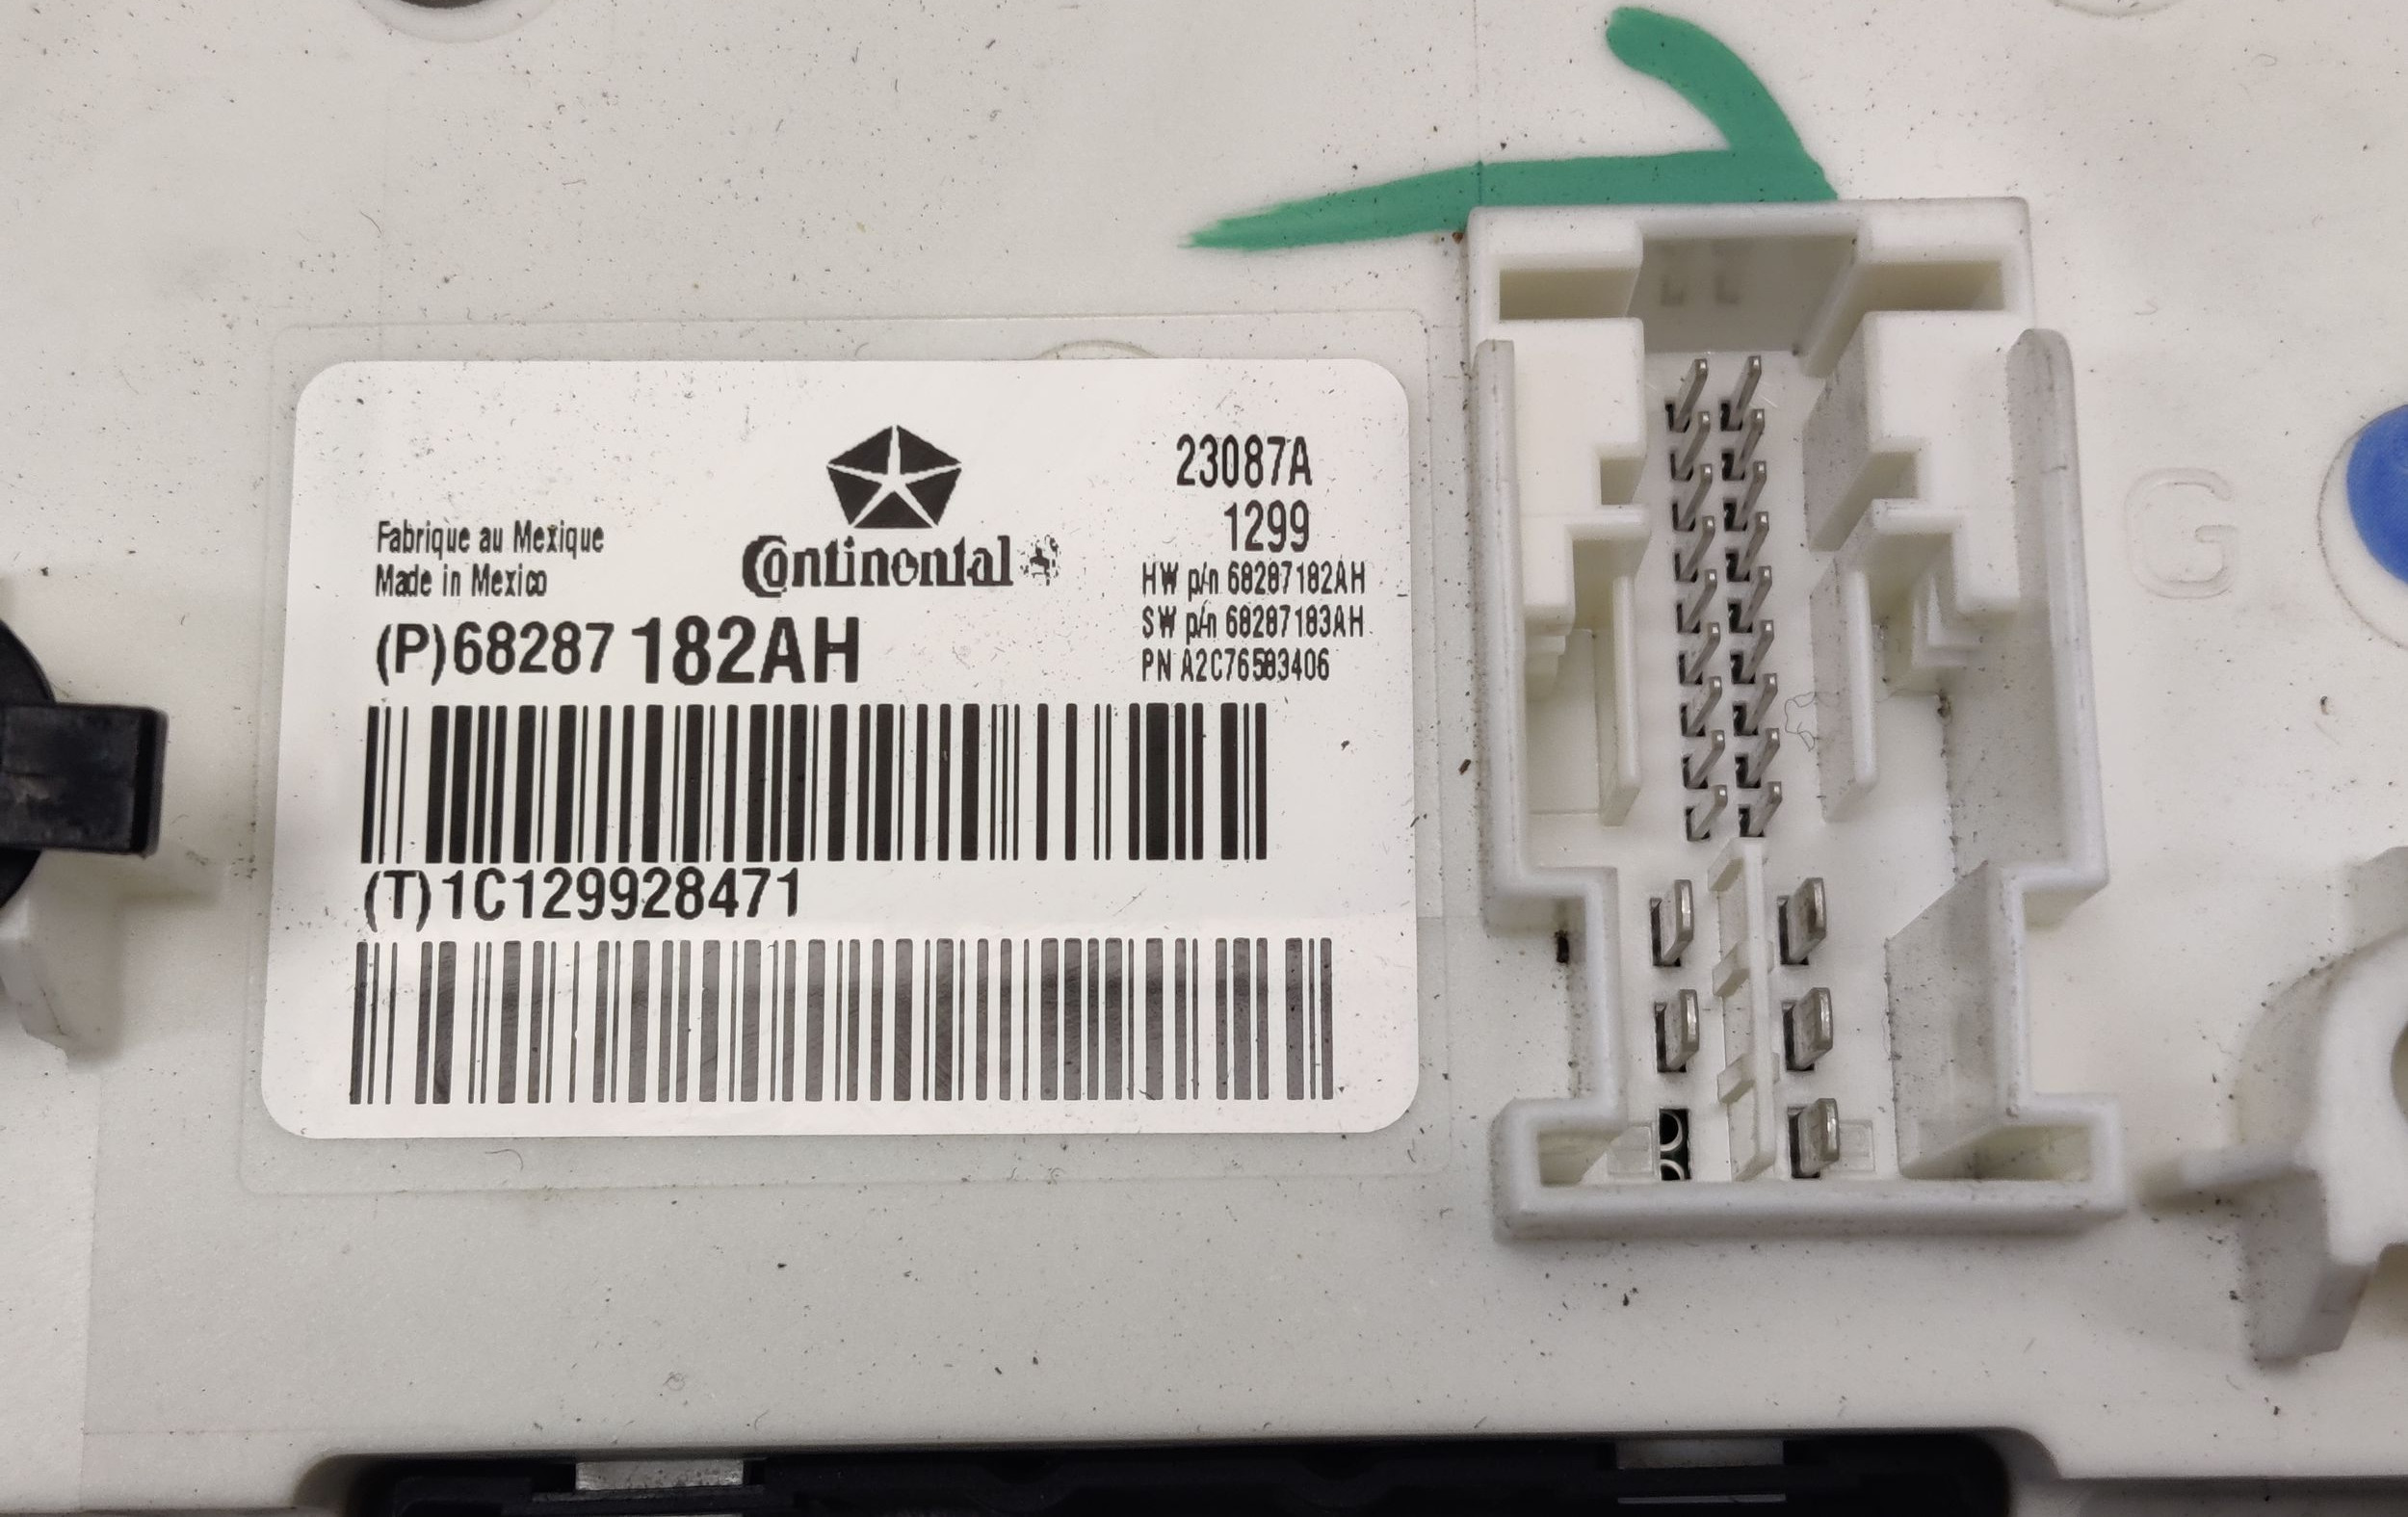 23087A
1299
Fabrique au Mexique
Made in Mexico
Continental
HW p/n 68287182AH
SW p/n 68287183AH
PN A2C76583406
(P)68287 182AH
(T)1C129928471
G